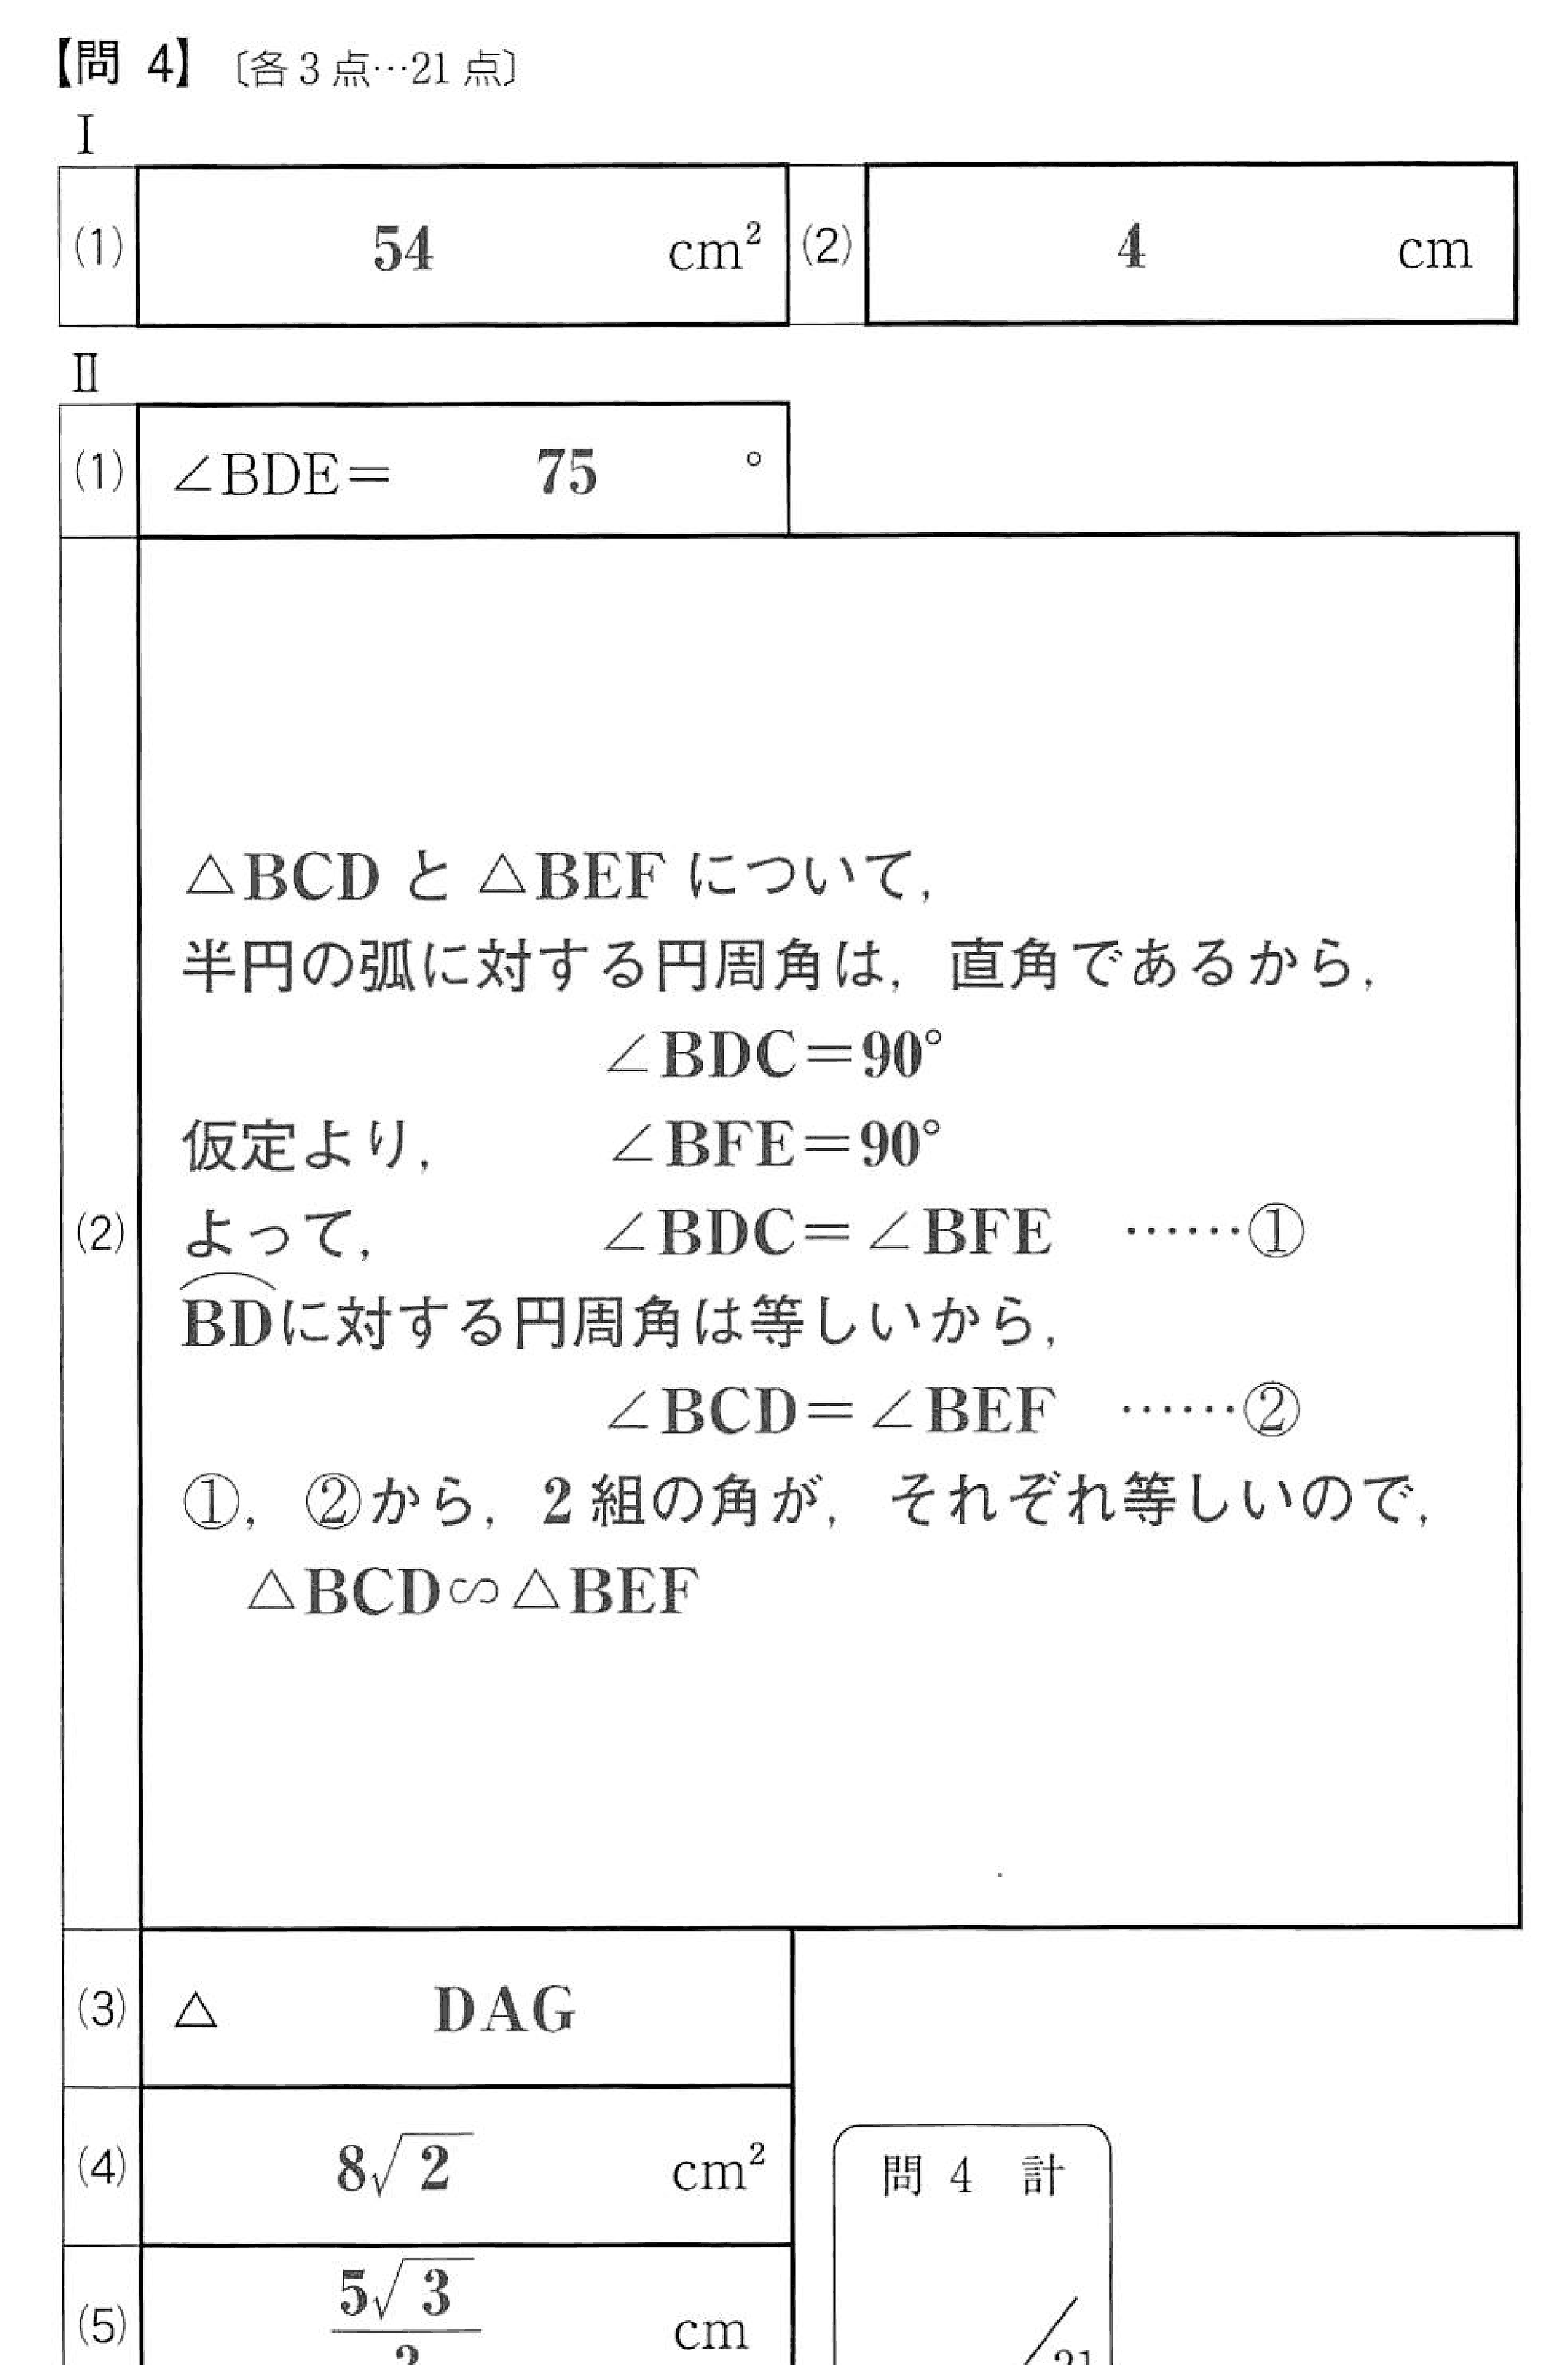 【問 4】〔各3点…21点〕
Ⅰ
(1) 54 cm² (2) 4 cm
Ⅱ
(1) ∠BDE= 75 °
△BCD と △BEF について,
半円の弧に対する円周角は, 直角であるから,
∠BDC=90°
仮定より, ∠BFE=90°
(2) よって, ∠BDC=∠BFE ……①
B͡Dに対する円周角は等しいから,
∠BCD=∠BEF ……②
①, ②から, 2組の角が, それぞれ等しいので,
△BCD∽△BEF
(3) △ DAG
(4) 8√2 cm²
問 4 計
(5) 5√3 cm